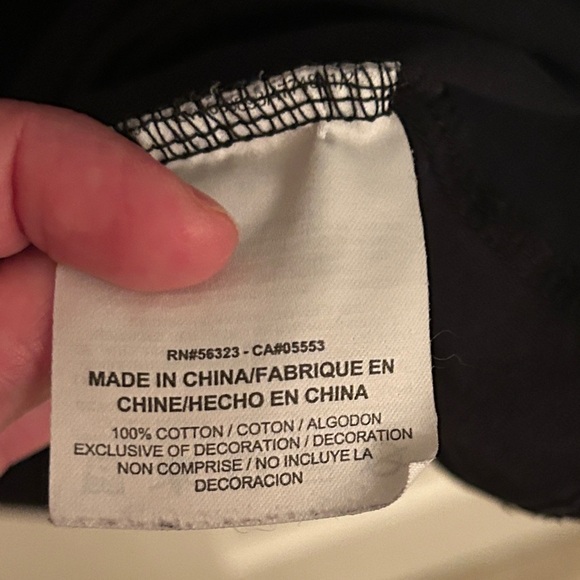 RN#56323 - CA#05553
MADE IN CHINA/FABRIQUE EN
CHINE/HECHO EN CHINA
100% COTTON / COTON / ALGODON
EXCLUSIVE OF DECORATION / DECORATION
NON COMPRISE / NO INCLUYE LA
DECORACION